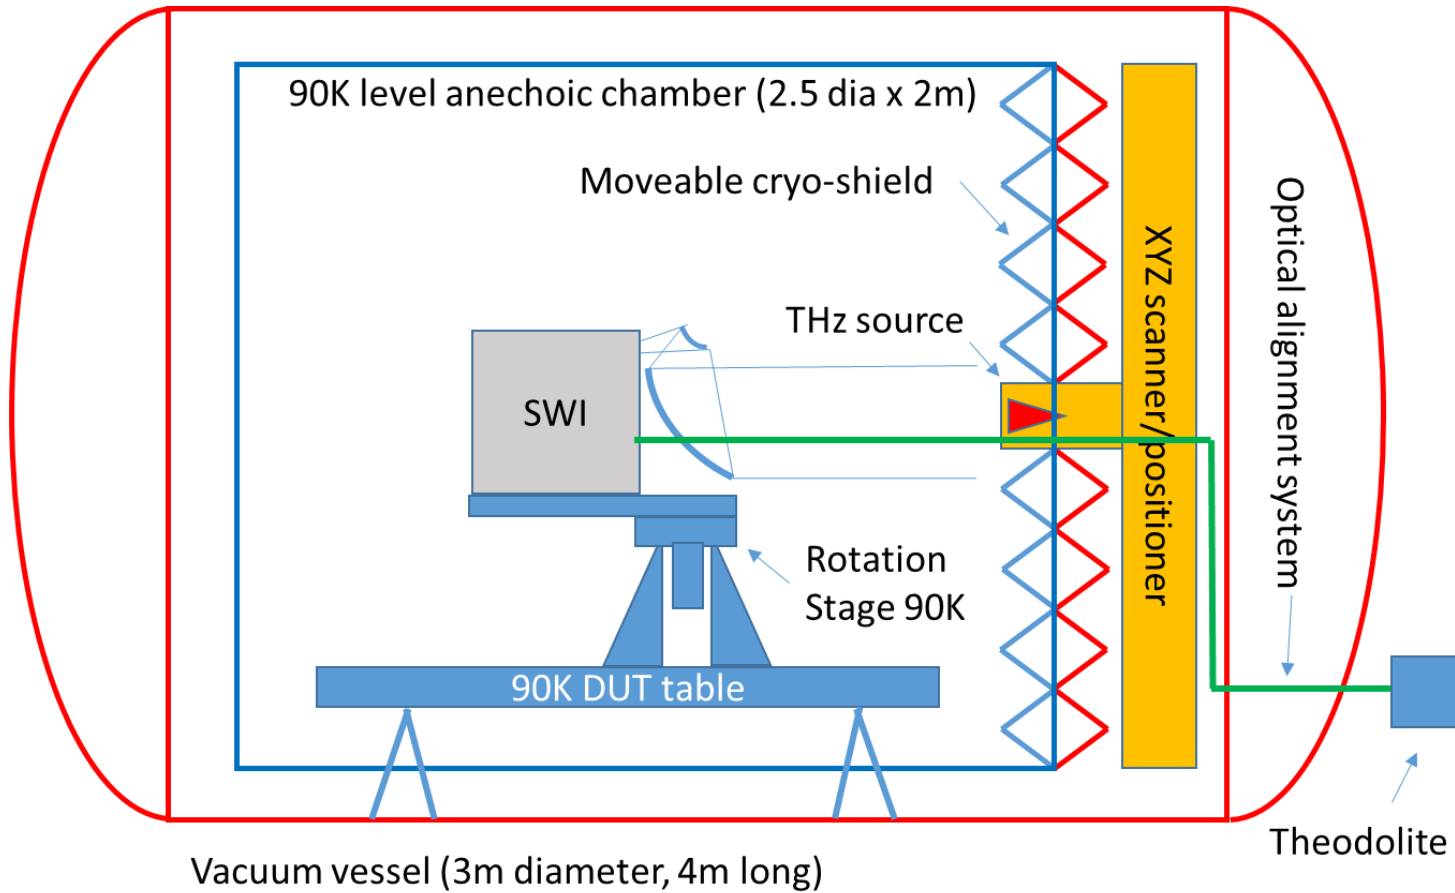 90K level anechoic chamber (2.5 dia x 2m)
Moveable cryo-shield
Optical alignment system
XYZ scanner/positioner
THz source
SWI
Rotation
Stage 90K
90K DUT table
Theodolite
Vacuum vessel (3m diameter, 4m long)